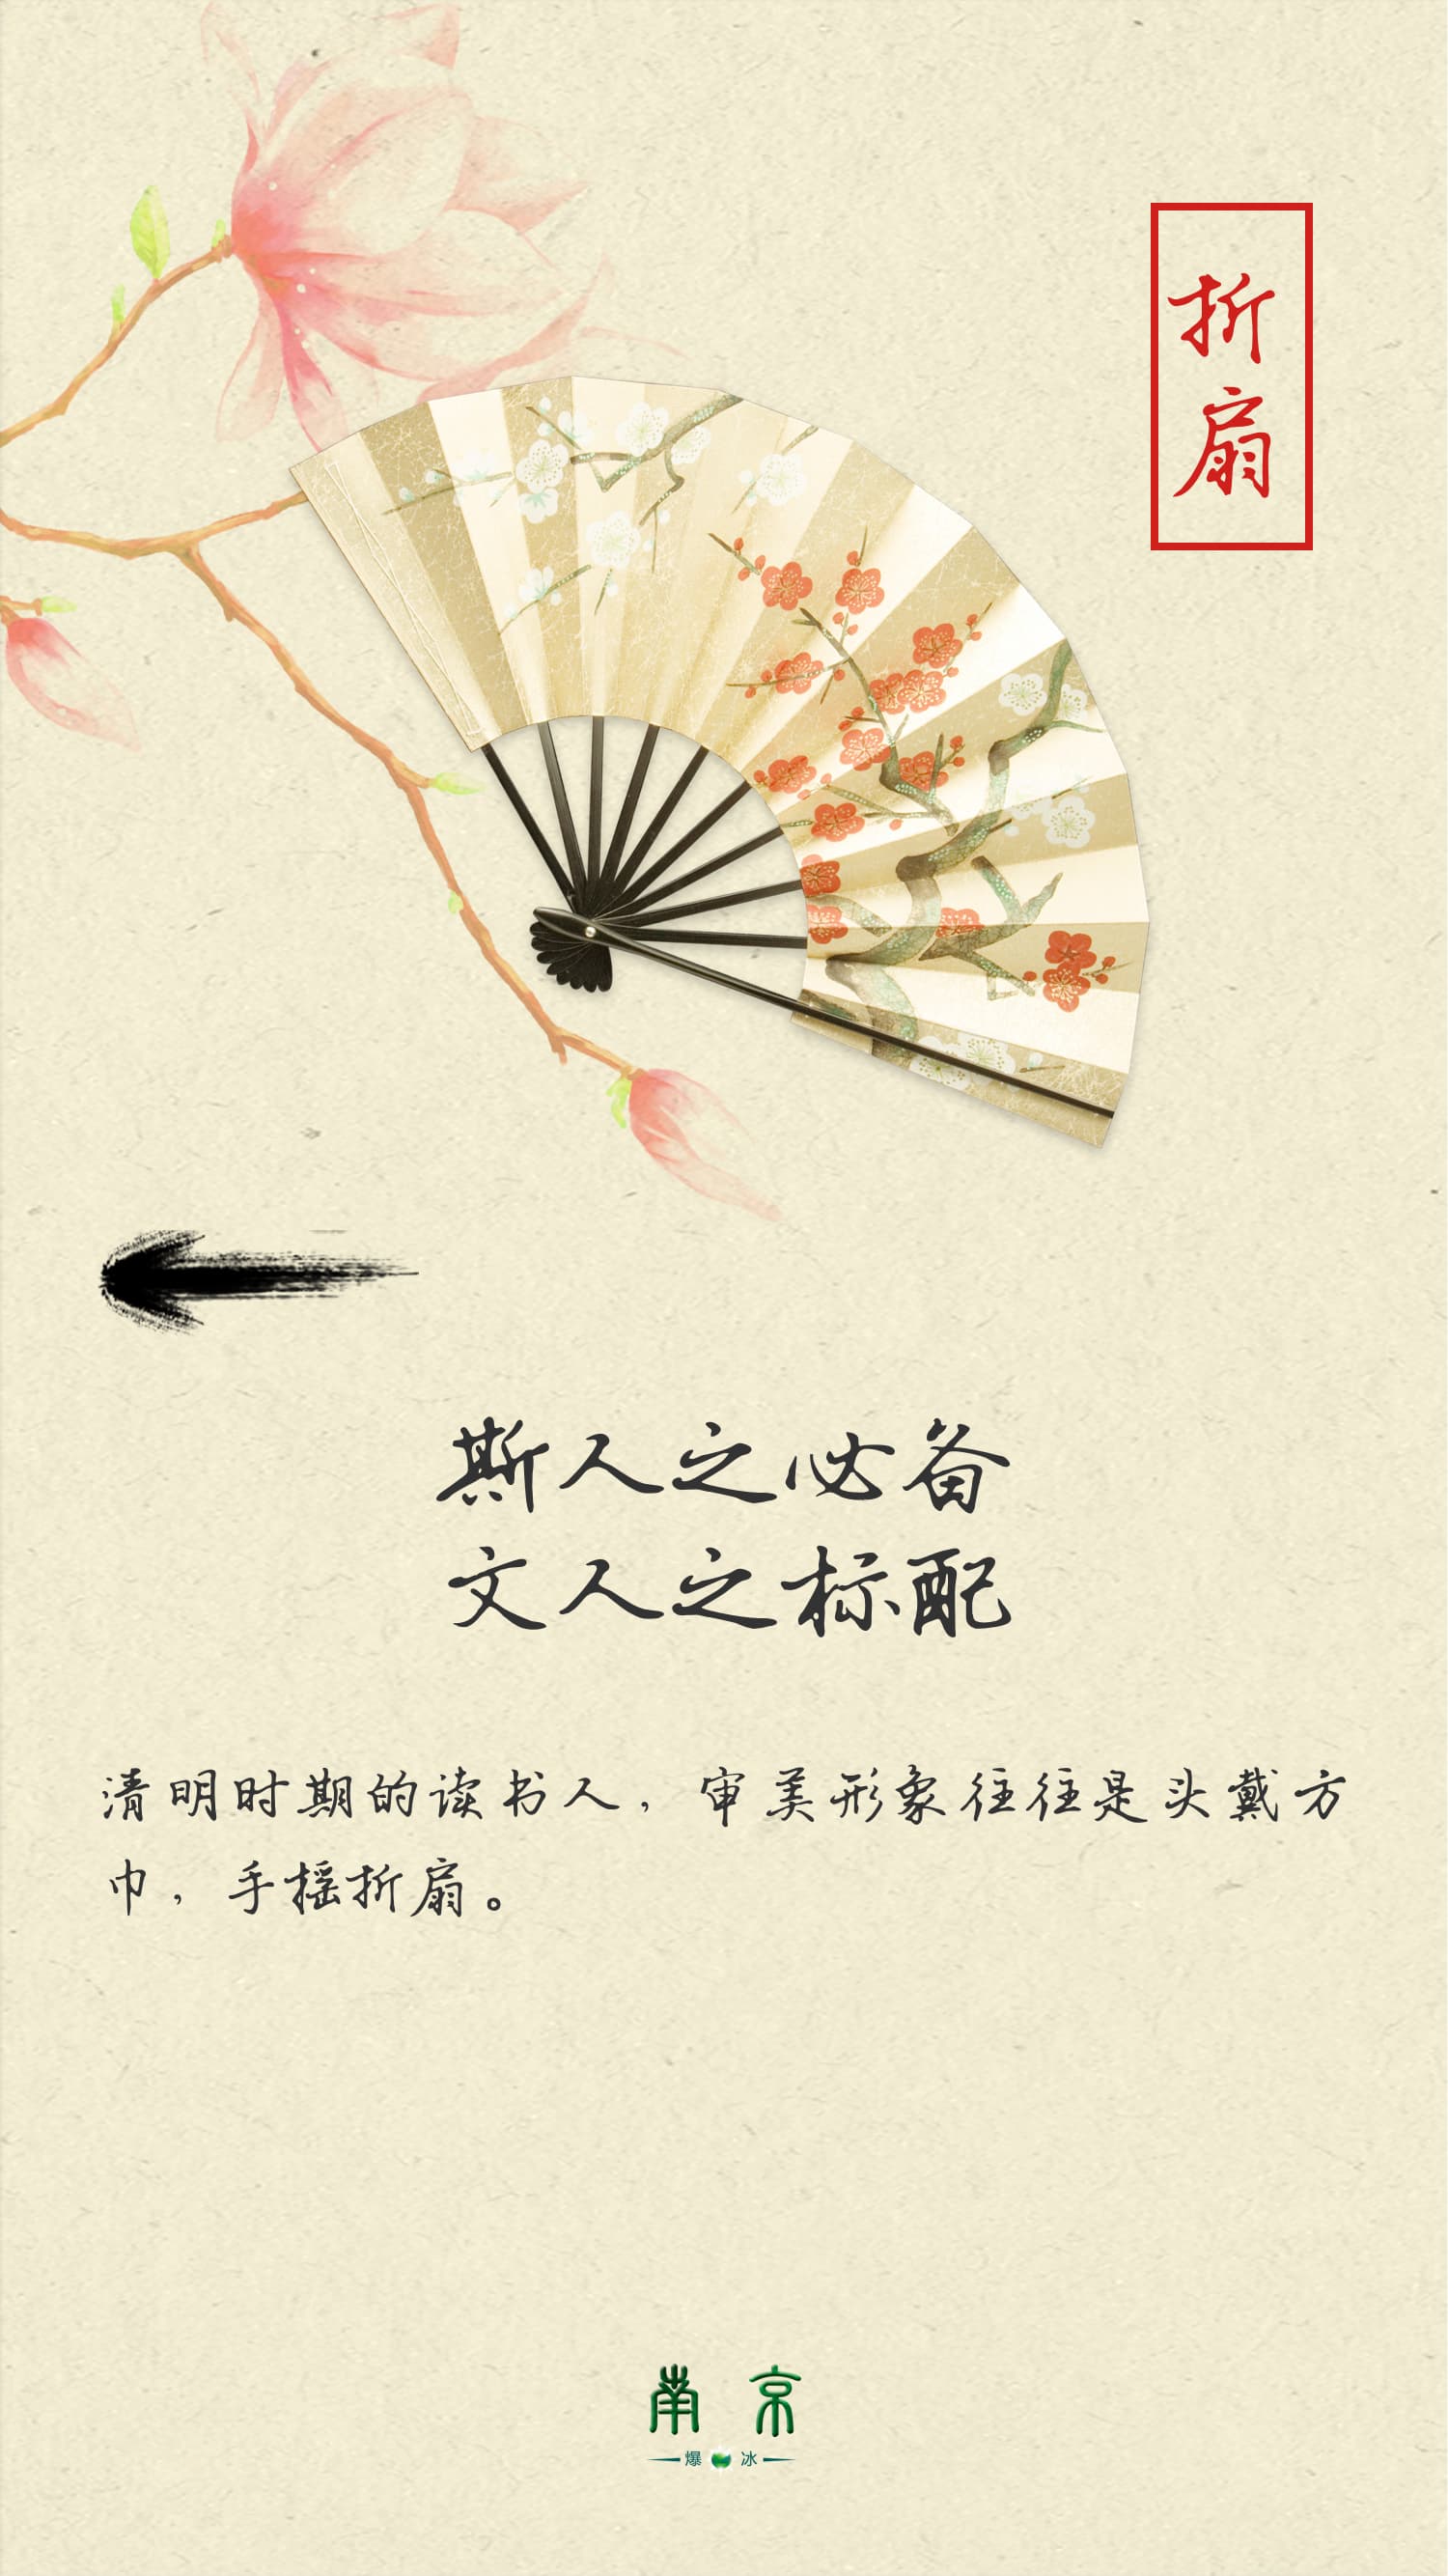 折扇
斯人之必备
文人之标配
清明时期的读书人，审美形象往往是头戴方
巾，手摇折扇。
南京
爆冰